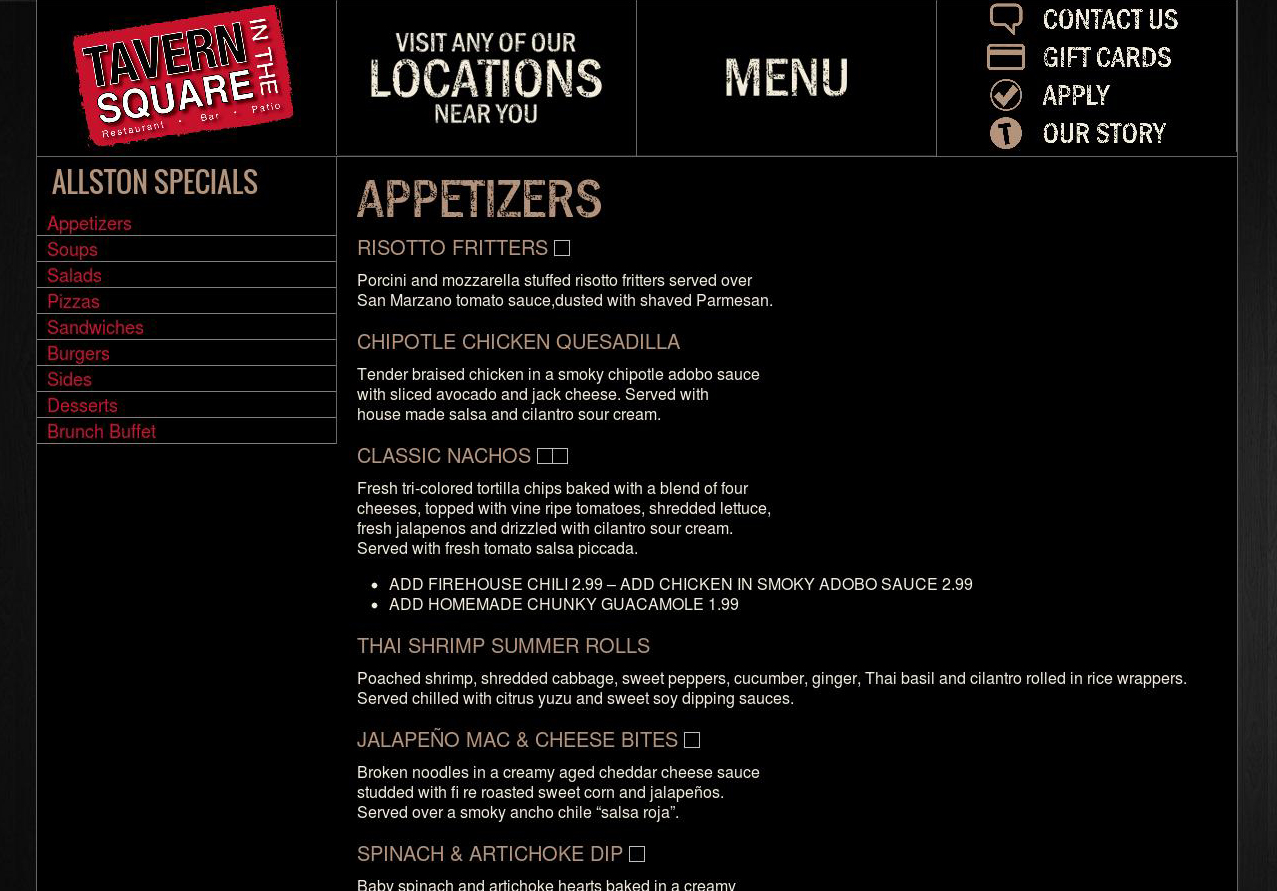 TAVERN
IN THE
SQUARE
Restaurant · Bar · Patio
VISIT ANY OF OUR
LOCATIONS
NEAR YOU
MENU
CONTACT US
GIFT CARDS
APPLY
T OUR STORY
ALLSTON SPECIALS
Appetizers
Soups
Salads
Pizzas
Sandwiches
Burgers
Sides
Desserts
Brunch Buffet
APPETIZERS
RISOTTO FRITTERS
Porcini and mozzarella stuffed risotto fritters served over
San Marzano tomato sauce,dusted with shaved Parmesan.
CHIPOTLE CHICKEN QUESADILLA
Tender braised chicken in a smoky chipotle adobo sauce
with sliced avocado and jack cheese. Served with
house made salsa and cilantro sour cream.
CLASSIC NACHOS
Fresh tri-colored tortilla chips baked with a blend of four
cheeses, topped with vine ripe tomatoes, shredded lettuce,
fresh jalapenos and drizzled with cilantro sour cream.
Served with fresh tomato salsa piccada.
• ADD FIREHOUSE CHILI 2.99 – ADD CHICKEN IN SMOKY ADOBO SAUCE 2.99
• ADD HOMEMADE CHUNKY GUACAMOLE 1.99
THAI SHRIMP SUMMER ROLLS
Poached shrimp, shredded cabbage, sweet peppers, cucumber, ginger, Thai basil and cilantro rolled in rice wrappers.
Served chilled with citrus yuzu and sweet soy dipping sauces.
JALAPEÑO MAC & CHEESE BITES
Broken noodles in a creamy aged cheddar cheese sauce
studded with fi re roasted sweet corn and jalapeños.
Served over a smoky ancho chile “salsa roja”.
SPINACH & ARTICHOKE DIP
Baby spinach and artichoke hearts baked in a creamy